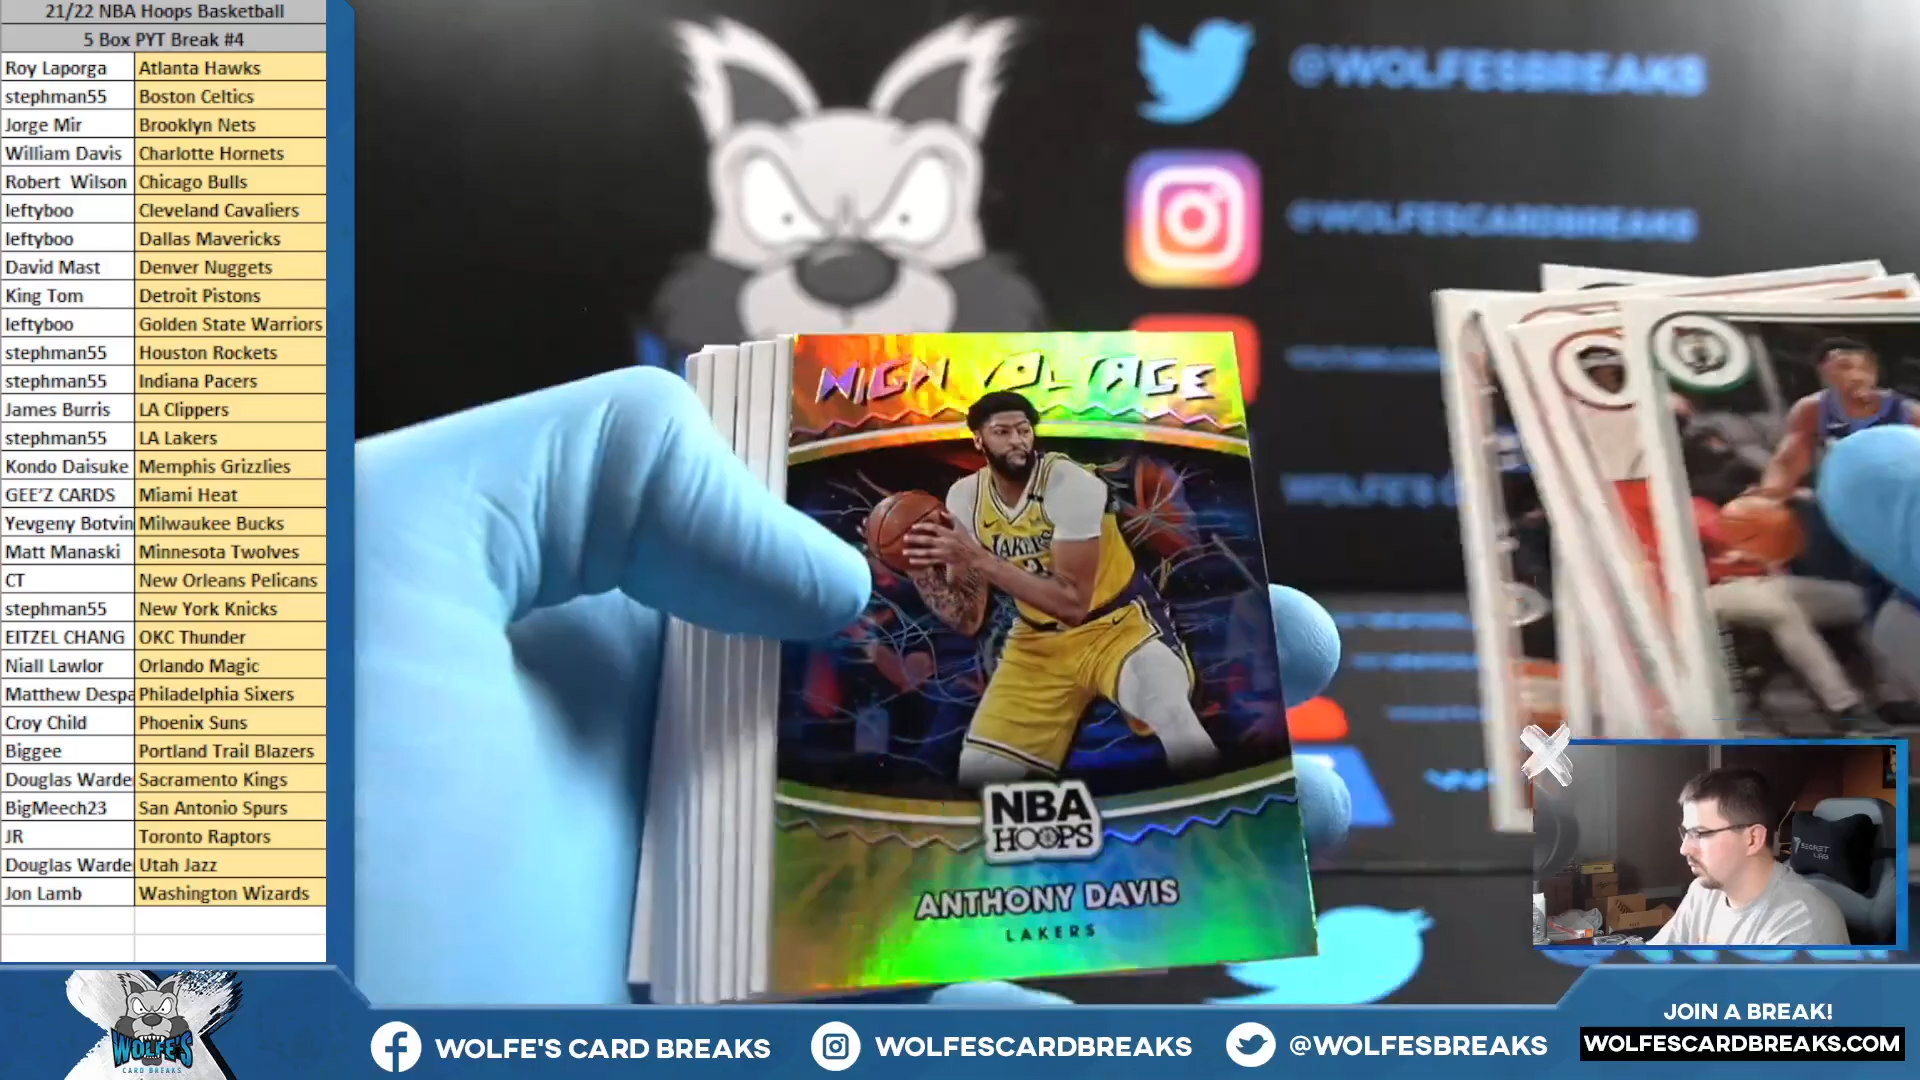 21/22 NBA Hoops Basketball
5 Box PYT Break #4
Roy Laporga Atlanta Hawks
stephman55 Boston Celtics
Jorge Mir Brooklyn Nets
William Davis Charlotte Hornets
Robert Wilson Chicago Bulls
leftyboo Cleveland Cavaliers
leftyboo Dallas Mavericks
David Mast Denver Nuggets
King Tom Detroit Pistons
leftyboo Golden State Warriors
stephman55 Houston Rockets
stephman55 Indiana Pacers
James Burris LA Clippers
stephman55 LA Lakers
Kondo Daisuke Memphis Grizzlies
GEE'Z CARDS Miami Heat
Yevgeny Botvin Milwaukee Bucks
Matt Manaski Minnesota Twolves
CT New Orleans Pelicans
stephman55 New York Knicks
EITZEL CHANG OKC Thunder
Niall Lawlor Orlando Magic
Matthew Despa Philadelphia Sixers
Croy Child Phoenix Suns
Biggee Portland Trail Blazers
Douglas Warde Sacramento Kings
BigMeech23 San Antonio Spurs
JR Toronto Raptors
Douglas Warde Utah Jazz
Jon Lamb Washington Wizards
@WOLFESBREAKS
@WOLFESCARDBREAKS
HIGH VOLTAGE
LAKERS
NBA
HOOPS
ANTHONY DAVIS
LAKERS
SECRET
LAB
WOLFE'S
CARD BREAKS
WOLFE'S CARD BREAKS
WOLFESCARDBREAKS
@WOLFESBREAKS
JOIN A BREAK!
WOLFESCARDBREAKS.COM